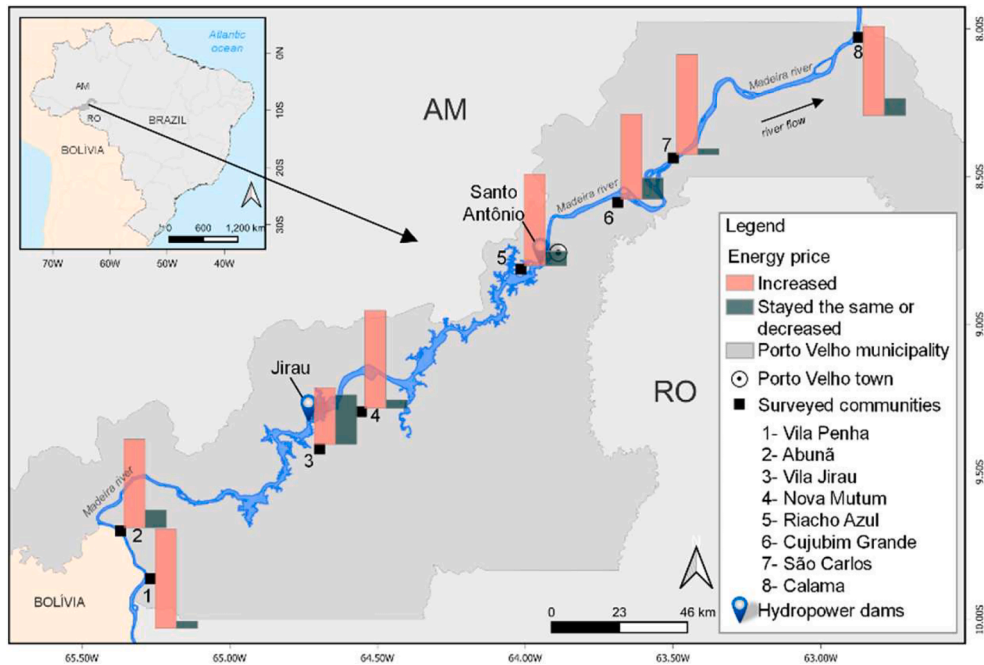 Atlantic
ocean
AM
RO
BRAZIL
BOLÍVIA
0N
10S
20S
30S
0 600 1,200 km
70W 60W 50W 40W
AM
RO
BOLÍVIA
Madeira river
Madeira river
Madeira river
river flow
Santo
Antônio
Jirau
1
2
3
4
5
6
7
8
N
0 23 46 km
8.00S
8.50S
9.00S
9.50S
10.00S
65.50W 65.00W 64.50W 64.00W 63.50W 63.00W
Legend
Energy price
Increased
Stayed the same or
decreased
Porto Velho municipality
Porto Velho town
Surveyed communities
1- Vila Penha
2- Abunã
3- Vila Jirau
4- Nova Mutum
5- Riacho Azul
6- Cujubim Grande
7- São Carlos
8- Calama
Hydropower dams